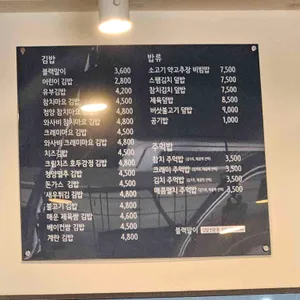 김밥
블랙말이 3,600
어린이 김밥 2,800
유부김밥 4,200
참치마요 김밥 4,500
청양 참치마요 김밥 4,800
와사비 참치마요 김밥 4,800
크래미마요 김밥 4,500
와사비 크래미마요 김밥 4,800
치즈김밥 4,500
크림치즈 호두강정 김밥 4,800
청양멸추 김밥 4,500
돈가스 김밥 4,500
새우튀김 김밥 4,800
불고기 김밥 4,800
매운 제육쌈 김밥 4,800
베이컨쌈 김밥 4,500
계란 김밥 4,800
밥류
소고기 약고추장 비빔밥 7,500
스팸김치 덮밥 7,500
참치김치 덮밥 7,500
제육덮밥 8,500
버섯불고기 덮밥 9,000
공기밥 1,000
주먹밥
참치 주먹밥 3,500
크래미 주먹밥 3,500
김치 주먹밥 3,500
매콤멸치 주먹밥 3,500
블랙말이